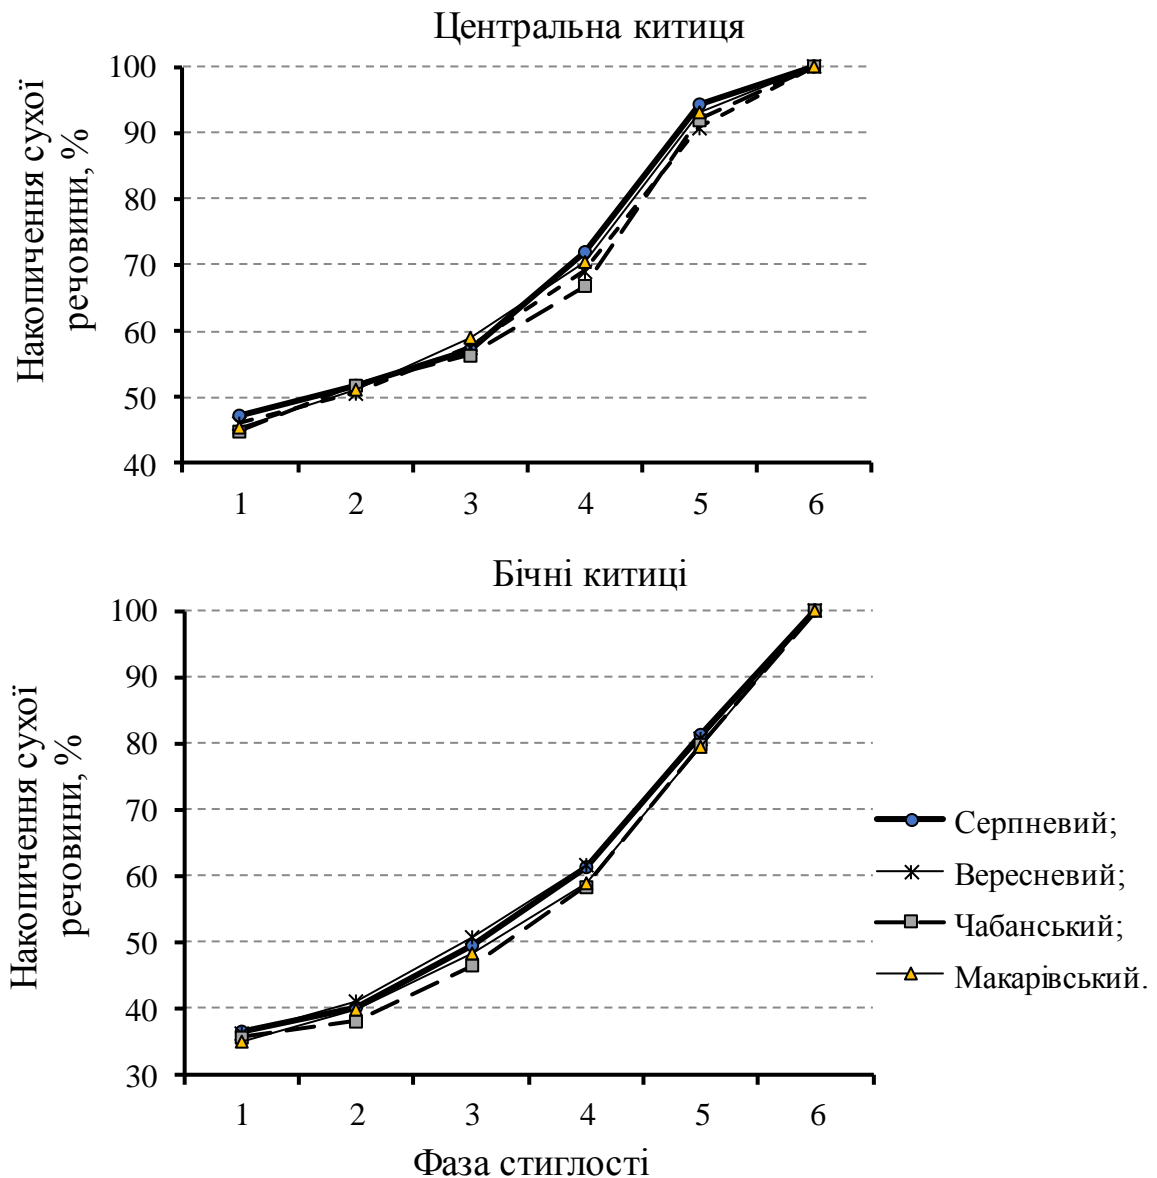 Центральна китиця
Накопичення сухої
речовини, %
100
90
80
70
60
50
40
1 2 3 4 5 6
Бічні китиці
Накопичення сухої
речовини, %
100
90
80
70
60
50
40
30
1 2 3 4 5 6
Фаза стиглості
Серпневий;
Вересневий;
Чабанський;
Макарівський.